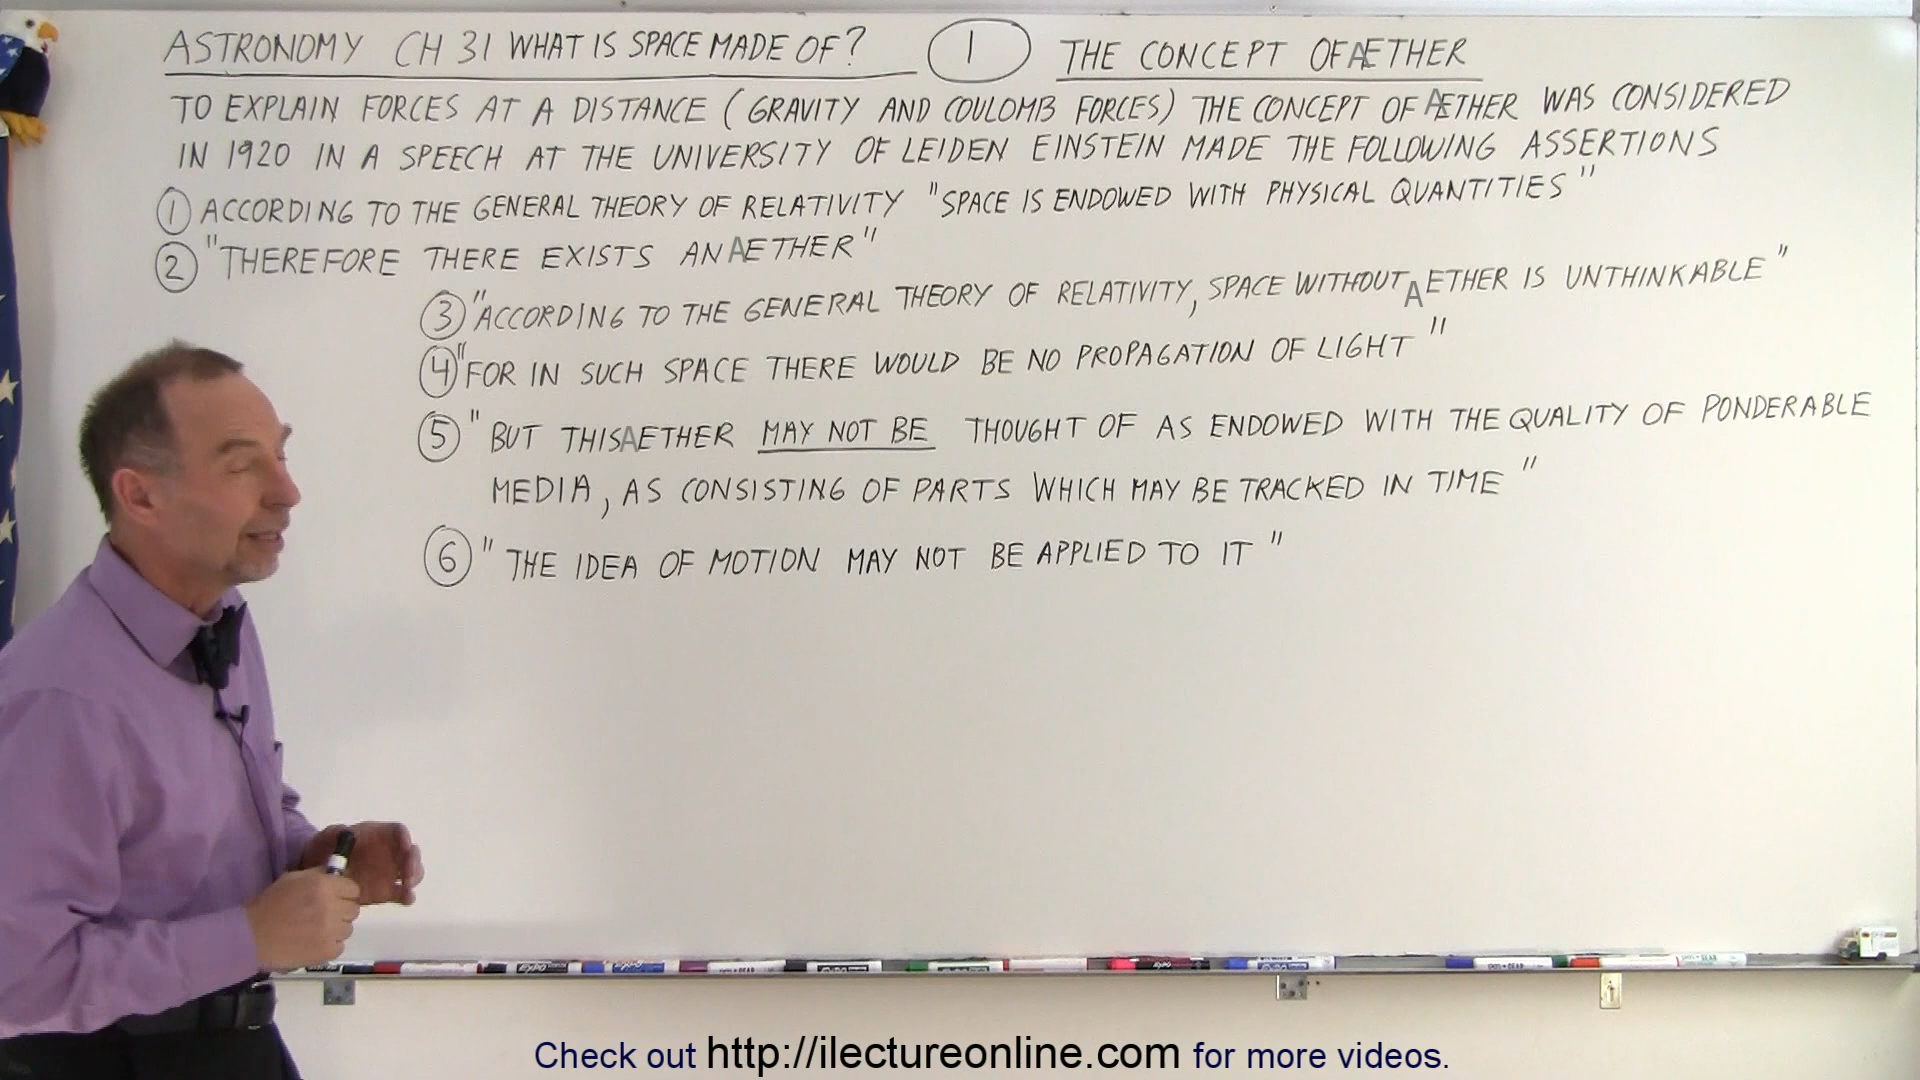 ASTRONOMY CH 31 WHAT IS SPACE MADE OF? 1 THE CONCEPT OF AETHER
TO EXPLAIN FORCES AT A DISTANCE (GRAVITY AND COULOMB FORCES) THE CONCEPT OF AETHER WAS CONSIDERED
IN 1920 IN A SPEECH AT THE UNIVERSITY OF LEIDEN EINSTEIN MADE THE FOLLOWING ASSERTIONS
① ACCORDING TO THE GENERAL THEORY OF RELATIVITY "SPACE IS ENDOWED WITH PHYSICAL QUANTITIES"
② "THEREFORE THERE EXISTS AN AETHER"
③ "ACCORDING TO THE GENERAL THEORY OF RELATIVITY, SPACE WITHOUT AETHER IS UNTHINKABLE"
④ "FOR IN SUCH SPACE THERE WOULD BE NO PROPAGATION OF LIGHT"
⑤ "BUT THIS AETHER MAY NOT BE THOUGHT OF AS ENDOWED WITH THE QUALITY OF PONDERABLE
MEDIA, AS CONSISTING OF PARTS WHICH MAY BE TRACKED IN TIME"
⑥ "THE IDEA OF MOTION MAY NOT BE APPLIED TO IT"
Check out http://ilectureonline.com for more videos.